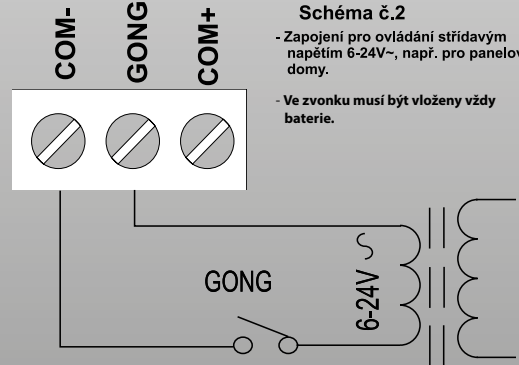 COM-
GONG
COM+
Schéma č.2
- Zapojení pro ovládání střídavým
napětím 6-24V~, např. pro panelov
domy.
- Ve zvonku musí být vloženy vždy
baterie.
GONG
6-24V ~